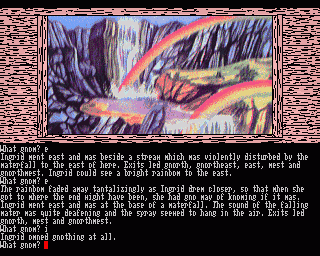 What gnow? e
Ingrid went east and was beside a stream which was violently disturbed by the
waterfall to the east of here. Exits led gnorth, gnortheast, east, west and
gnorthwest. Ingrid could see a bright rainbow to the east.
What gnow? e
The rainbow faded away tantalizingly as Ingrid drew closer, so that when she
got to where the end might have been, she had gno way of knowing if it was.
Ingrid went east and was at the base of a waterfall. The sound of the falling
water was quite deafening and the spray seemed to hang in the air. Exits led
gnorth, west and gnorthwest.
What gnow? i
Ingrid owned gnothing at all.
What gnow?